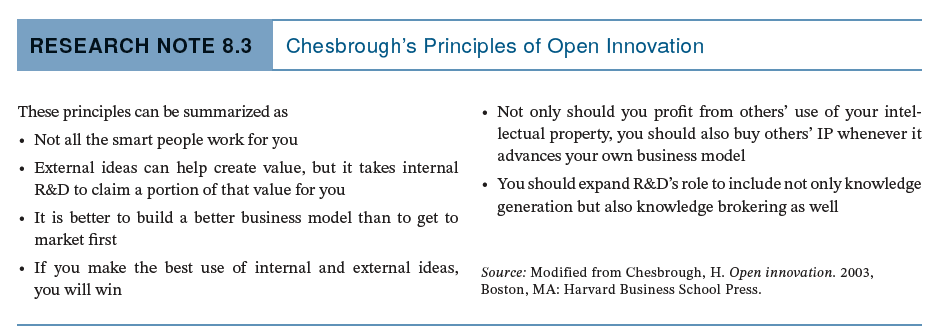 RESEARCH NOTE 8.3 Chesbrough's Principles of Open Innovation
These principles can be summarized as
• Not all the smart people work for you
• External ideas can help create value, but it takes internal
R&D to claim a portion of that value for you
• It is better to build a better business model than to get to
market first
• If you make the best use of internal and external ideas,
you will win
• Not only should you profit from others' use of your intel-
lectual property, you should also buy others' IP whenever it
advances your own business model
• You should expand R&D's role to include not only knowledge
generation but also knowledge brokering as well
Source: Modified from Chesbrough, H. Open innovation. 2003,
Boston, MA: Harvard Business School Press.